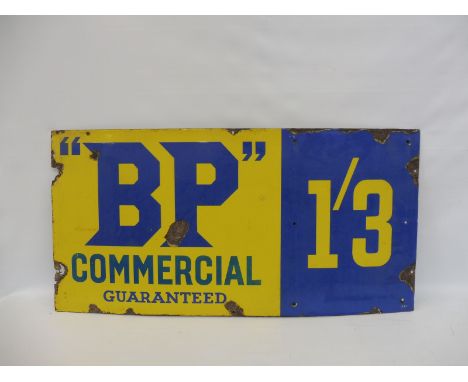 "BP"
COMMERCIAL
GUARANTEED
1/3